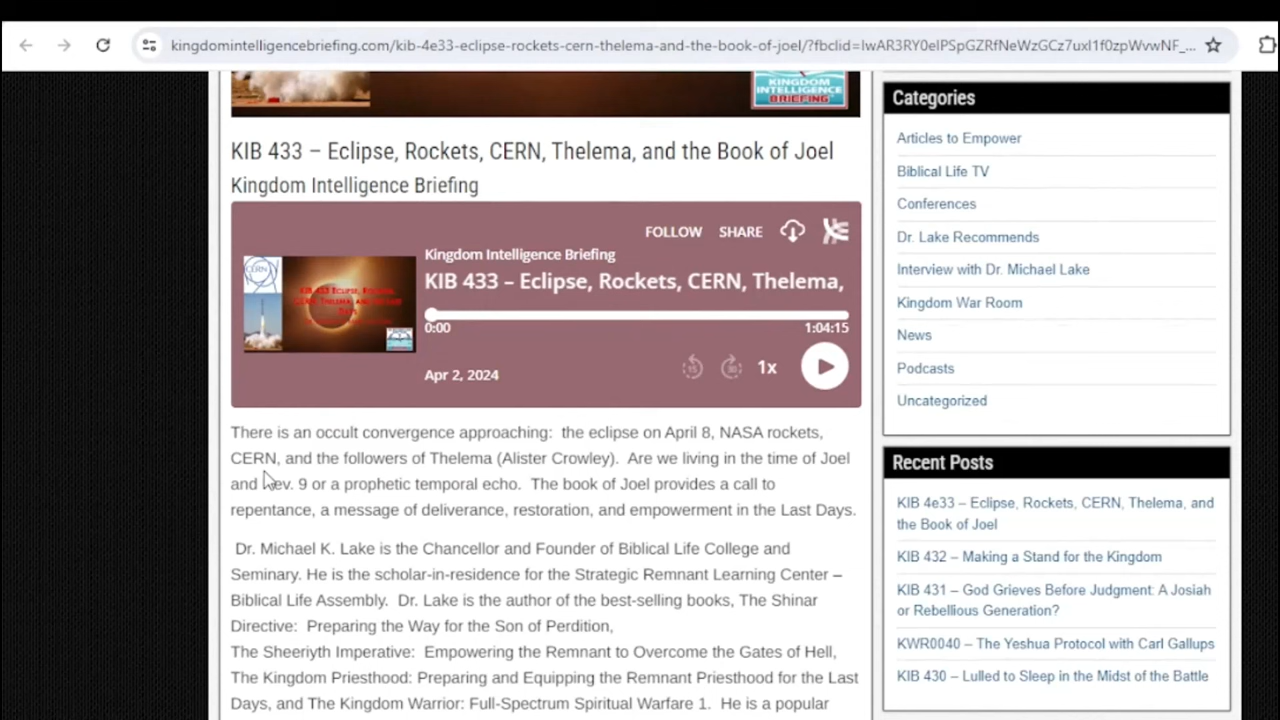 kingdomintelligencebriefing.com/kib-4e33-eclipse-rockets-cern-thelema-and-the-book-of-joel/?fbclid=IwAR3RY0elPSpGZRfNeWzGCz7uxl1f0zpWvwNF_...
KINGDOM
INTELLIGENCE
BRIEFING
KIB 433 – Eclipse, Rockets, CERN, Thelema, and the Book of Joel
Kingdom Intelligence Briefing
FOLLOW SHARE
Kingdom Intelligence Briefing
KIB 433 – Eclipse, Rockets, CERN, Thelema,
CERN
0:00 1:04:15
Apr 2, 2024 1x
There is an occult convergence approaching: the eclipse on April 8, NASA rockets,
CERN, and the followers of Thelema (Alister Crowley). Are we living in the time of Joel
and Rev. 9 or a prophetic temporal echo. The book of Joel provides a call to
repentance, a message of deliverance, restoration, and empowerment in the Last Days.
Dr. Michael K. Lake is the Chancellor and Founder of Biblical Life College and
Seminary. He is the scholar-in-residence for the Strategic Remnant Learning Center –
Biblical Life Assembly. Dr. Lake is the author of the best-selling books, The Shinar
Directive: Preparing the Way for the Son of Perdition,
The Sheeriyth Imperative: Empowering the Remnant to Overcome the Gates of Hell,
The Kingdom Priesthood: Preparing and Equipping the Remnant Priesthood for the Last
Days, and The Kingdom Warrior: Full-Spectrum Spiritual Warfare 1. He is a popular
Categories
Articles to Empower
Biblical Life TV
Conferences
Dr. Lake Recommends
Interview with Dr. Michael Lake
Kingdom War Room
News
Podcasts
Uncategorized
Recent Posts
KIB 4e33 – Eclipse, Rockets, CERN, Thelema, and
the Book of Joel
KIB 432 – Making a Stand for the Kingdom
KIB 431 – God Grieves Before Judgment: A Josiah
or Rebellious Generation?
KWR0040 – The Yeshua Protocol with Carl Gallups
KIB 430 – Lulled to Sleep in the Midst of the Battle